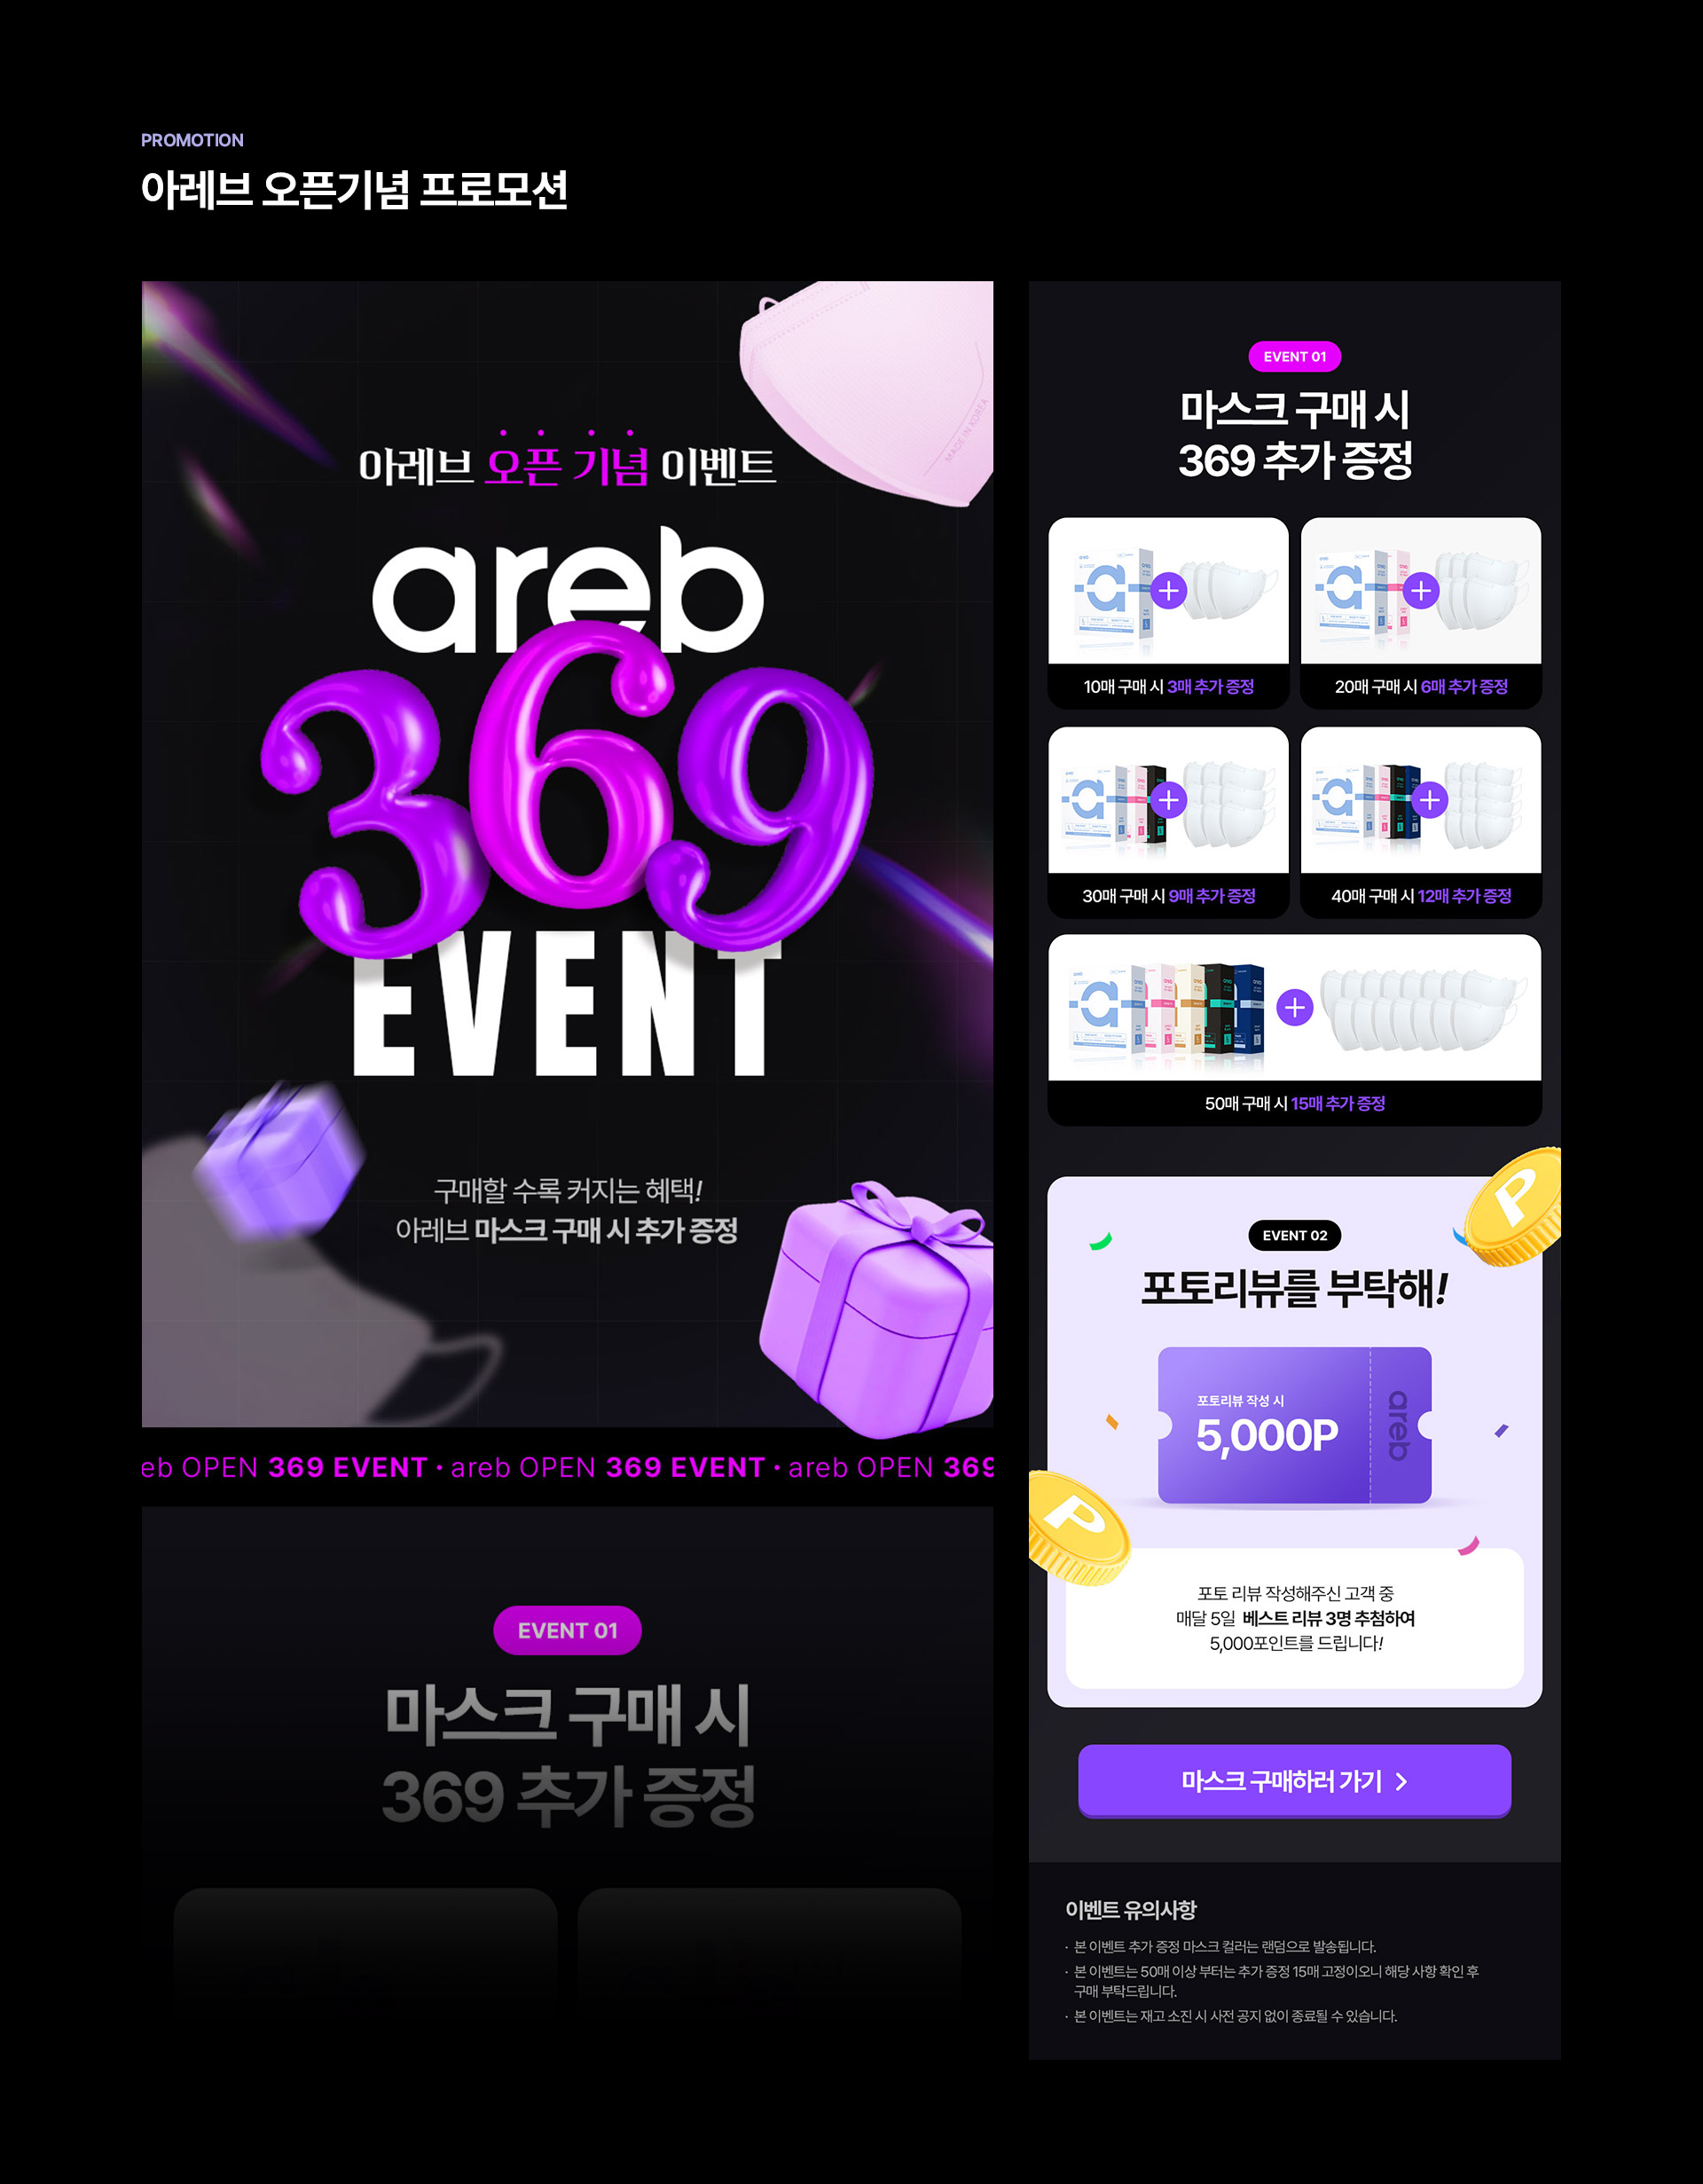 PROMOTION
아레브 오픈기념 프로모션
아레브 오픈 기념 이벤트
areb
369
EVENT
MADE IN KOREA
구매할 수록 커지는 혜택!
아레브 마스크 구매 시 추가 증정
eb OPEN 369 EVENT • areb OPEN 369 EVENT • areb OPEN 369
EVENT 01
마스크 구매 시
369 추가 증정
EVENT 01
마스크 구매 시
369 추가 증정
10매 구매 시 3매 추가 증정
20매 구매 시 6매 추가 증정
30매 구매 시 9매 추가 증정
40매 구매 시 12매 추가 증정
50매 구매 시 15매 추가 증정
EVENT 02
포토리뷰를 부탁해!
포토리뷰 작성 시
5,000P
areb
P
P
포토 리뷰 작성해주신 고객 중
매달 5일 베스트 리뷰 3명 추첨하여
5,000포인트를 드립니다!
마스크 구매하러 가기 >
이벤트 유의사항
· 본 이벤트 추가 증정 마스크 컬러는 랜덤으로 발송됩니다.
· 본 이벤트는 50매 이상 부터는 추가 증정 15매 고정이오니 해당 사항 확인 후
구매 부탁드립니다.
· 본 이벤트는 재고 소진 시 사전 공지 없이 종료될 수 있습니다.